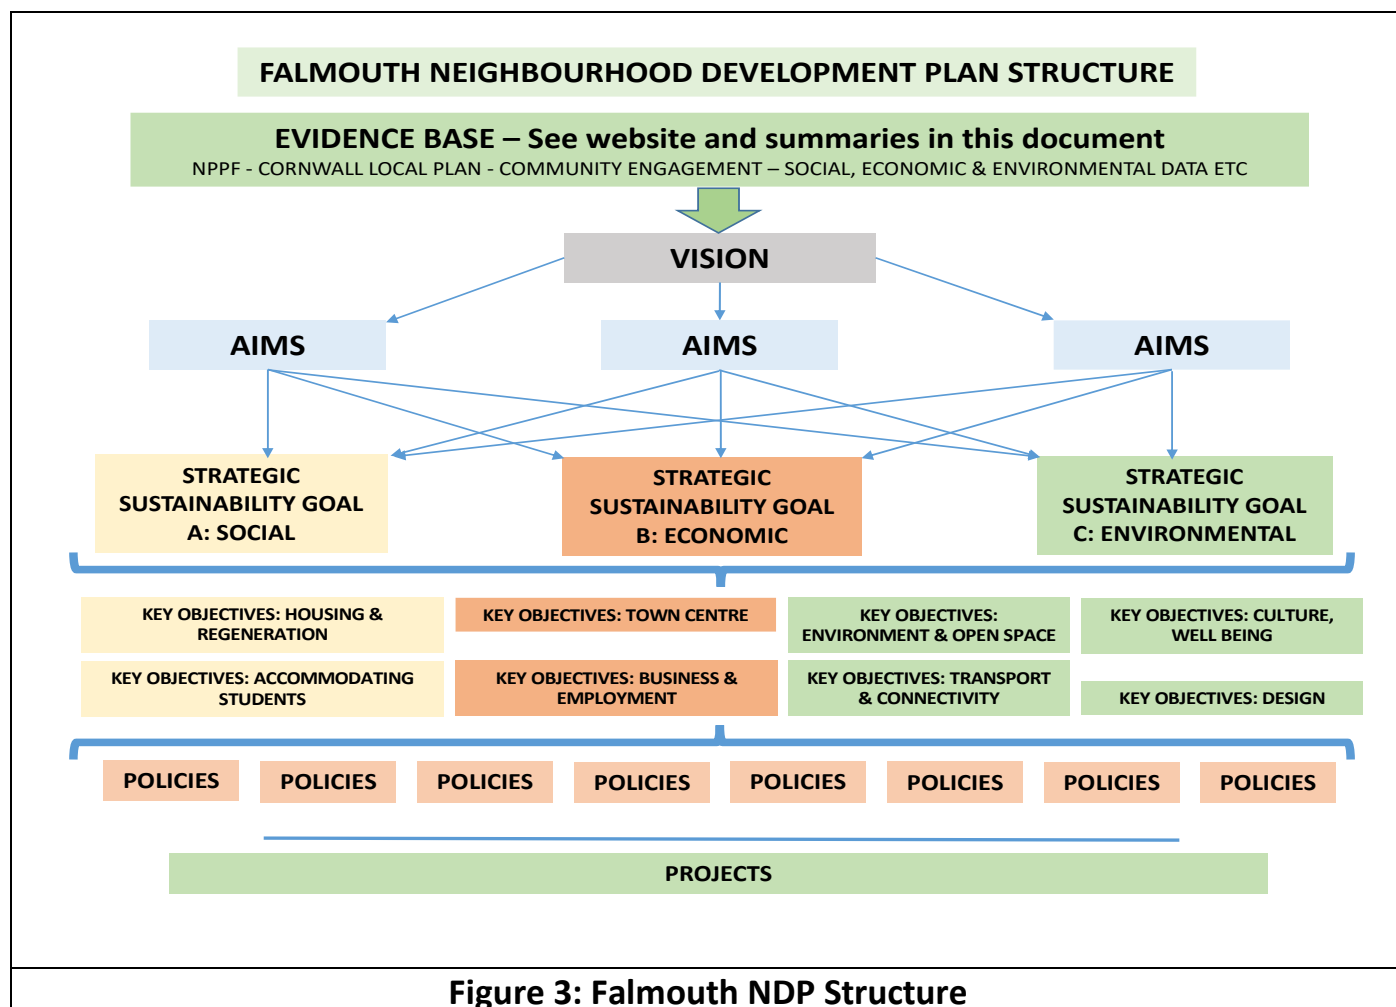 FALMOUTH NEIGHBOURHOOD DEVELOPMENT PLAN STRUCTURE
EVIDENCE BASE – See website and summaries in this document
NPPF - CORNWALL LOCAL PLAN - COMMUNITY ENGAGEMENT – SOCIAL, ECONOMIC & ENVIRONMENTAL DATA ETC
VISION
AIMS
AIMS
AIMS
STRATEGIC
SUSTAINABILITY GOAL
A: SOCIAL
STRATEGIC
SUSTAINABILITY GOAL
B: ECONOMIC
STRATEGIC
SUSTAINABILITY GOAL
C: ENVIRONMENTAL
KEY OBJECTIVES: HOUSING &
REGENERATION
KEY OBJECTIVES: TOWN CENTRE
KEY OBJECTIVES:
ENVIRONMENT & OPEN SPACE
KEY OBJECTIVES: CULTURE,
WELL BEING
KEY OBJECTIVES: ACCOMMODATING
STUDENTS
KEY OBJECTIVES: BUSINESS &
EMPLOYMENT
KEY OBJECTIVES: TRANSPORT
& CONNECTIVITY
KEY OBJECTIVES: DESIGN
POLICIES
POLICIES
POLICIES
POLICIES
POLICIES
POLICIES
POLICIES
POLICIES
PROJECTS
Figure 3: Falmouth NDP Structure